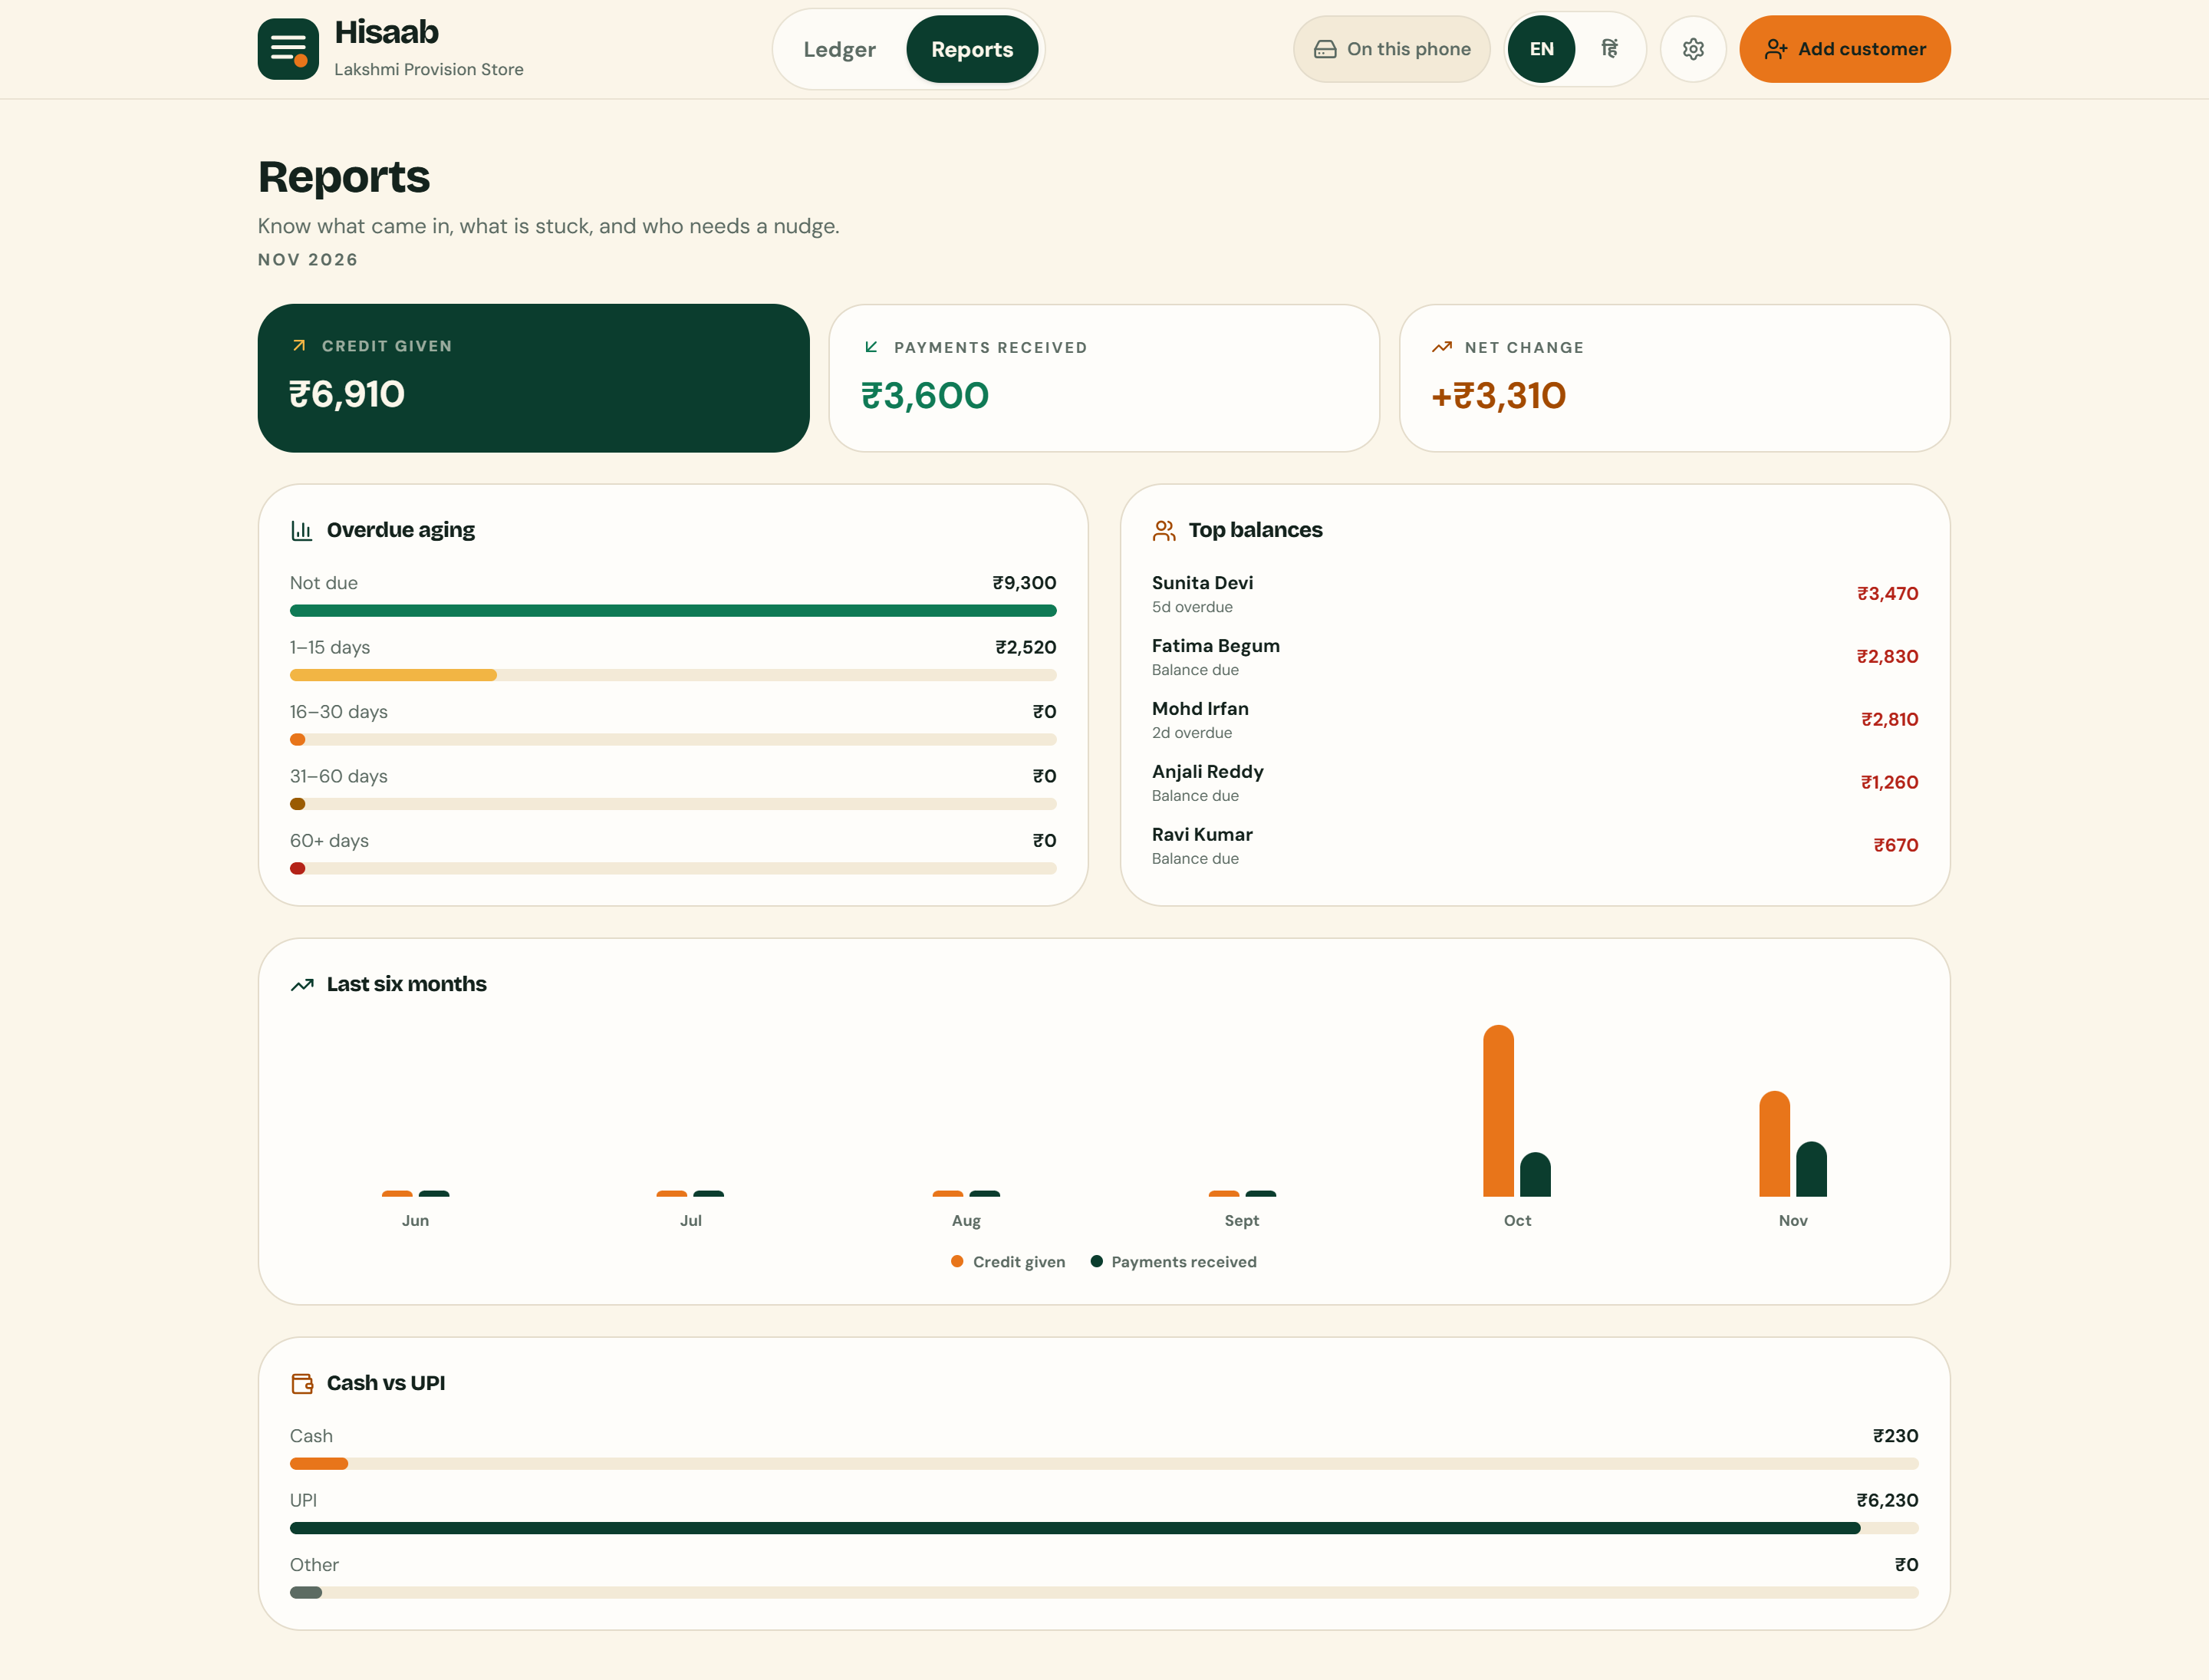 Hisaab
Lakshmi Provision Store
Ledger
Reports
On this phone
EN
हिं
Add customer
Reports
Know what came in, what is stuck, and who needs a nudge.
NOV 2026
CREDIT GIVEN
₹6,910
PAYMENTS RECEIVED
₹3,600
NET CHANGE
+₹3,310
Overdue aging
Not due ₹9,300
1–15 days ₹2,520
16–30 days ₹0
31–60 days ₹0
60+ days ₹0
Top balances
Sunita Devi
5d overdue
₹3,470
Fatima Begum
Balance due
₹2,830
Mohd Irfan
2d overdue
₹2,810
Anjali Reddy
Balance due
₹1,260
Ravi Kumar
Balance due
₹670
Last six months
Jun Jul Aug Sept Oct Nov
Credit given Payments received
Cash vs UPI
Cash ₹230
UPI ₹6,230
Other ₹0